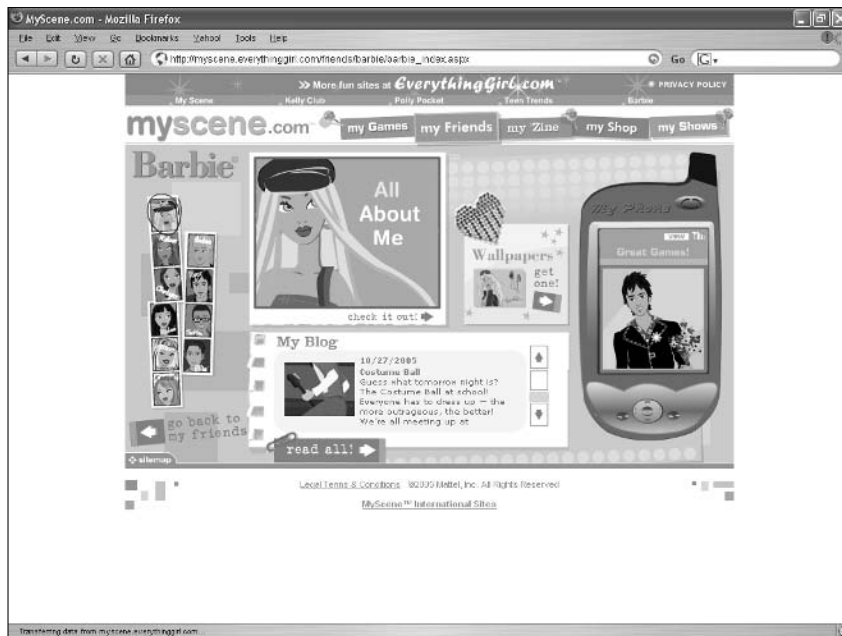 MyScene.com - Mozilla Firefox
File Edit View Go Bookmarks Yahoo! Tools Help
http://myscene.everythinggirl.com/friends/barbie/barbie_index.aspx
Go
G
>> More fun sites at EverythingGirl.com
PRIVACY POLICY
My Scene Kelly Club Polly Pocket Teen Trends Barbie
myscene.com™ my Games my Friends my 'Zine my Shop my Shows
Barbie®
All
About
Me
check it out!
Wallpapers
get
one!
My Phone
Great Games!
My Blog
10/27/2005
Costume Ball
Guess what tomorrow night is?
The Costume Ball at school!
Everyone has to dress up — the
more outrageous, the better!
We're all meeting up at
go back to
my friends
read all!
sitemap
Legal Terms & Conditions ©2005 Mattel, Inc. All Rights Reserved
MyScene™ International Sites
Transferring data from myscene.everythinggirl.com...